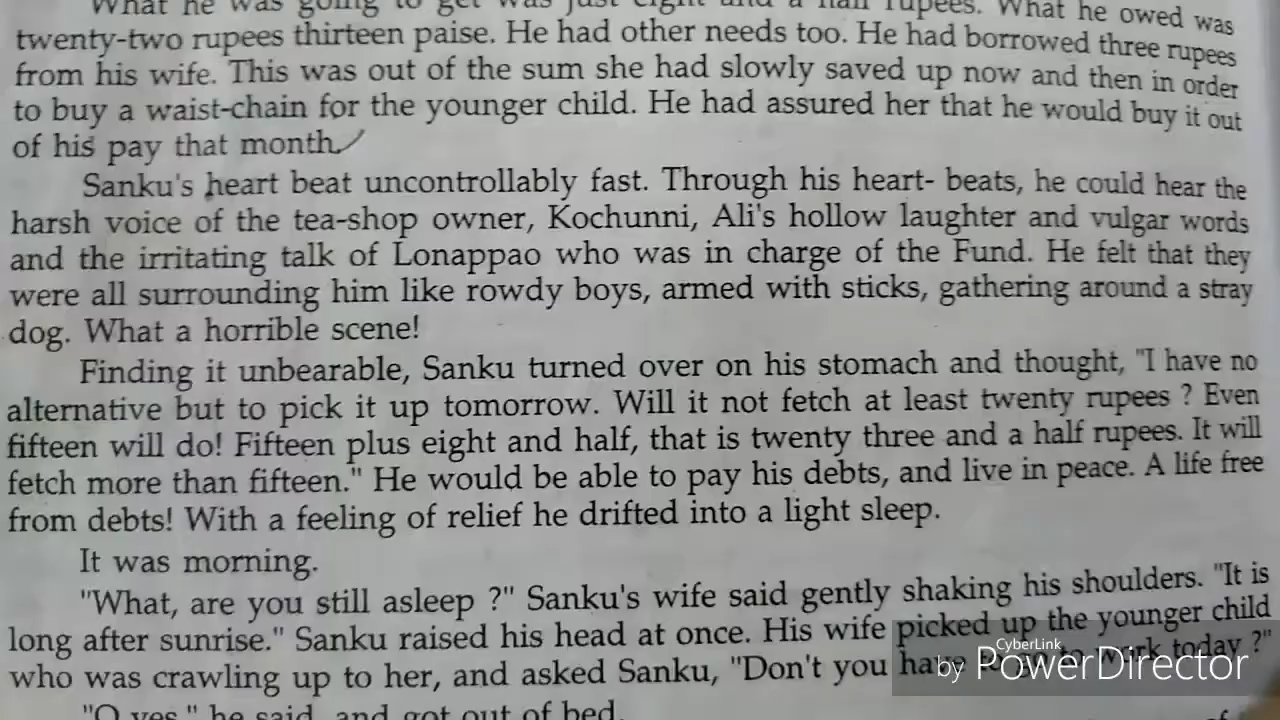 What he was going to get was just eight and a half rupees. What he owed was
twenty-two rupees thirteen paise. He had other needs too. He had borrowed three rupees
from his wife. This was out of the sum she had slowly saved up now and then in order
to buy a waist-chain for the younger child. He had assured her that he would buy it out
of his pay that month.
Sanku's heart beat uncontrollably fast. Through his heart- beats, he could hear the
harsh voice of the tea-shop owner, Kochunni, Ali's hollow laughter and vulgar words
and the irritating talk of Lonappao who was in charge of the Fund. He felt that they
were all surrounding him like rowdy boys, armed with sticks, gathering around a stray
dog. What a horrible scene!
Finding it unbearable, Sanku turned over on his stomach and thought, "I have no
alternative but to pick it up tomorrow. Will it not fetch at least twenty rupees ? Even
fifteen will do! Fifteen plus eight and half, that is twenty three and a half rupees. It will
fetch more than fifteen." He would be able to pay his debts, and live in peace. A life free
from debts! With a feeling of relief he drifted into a light sleep.
It was morning.
"What, are you still asleep ?" Sanku's wife said gently shaking his shoulders. "It is
long after sunrise." Sanku raised his head at once. His wife picked up the younger child
who was crawling up to her, and asked Sanku, "Don't you have to work today ?"
"O yes," he said, and got out of bed.
of
CyberLink
by PowerDirector